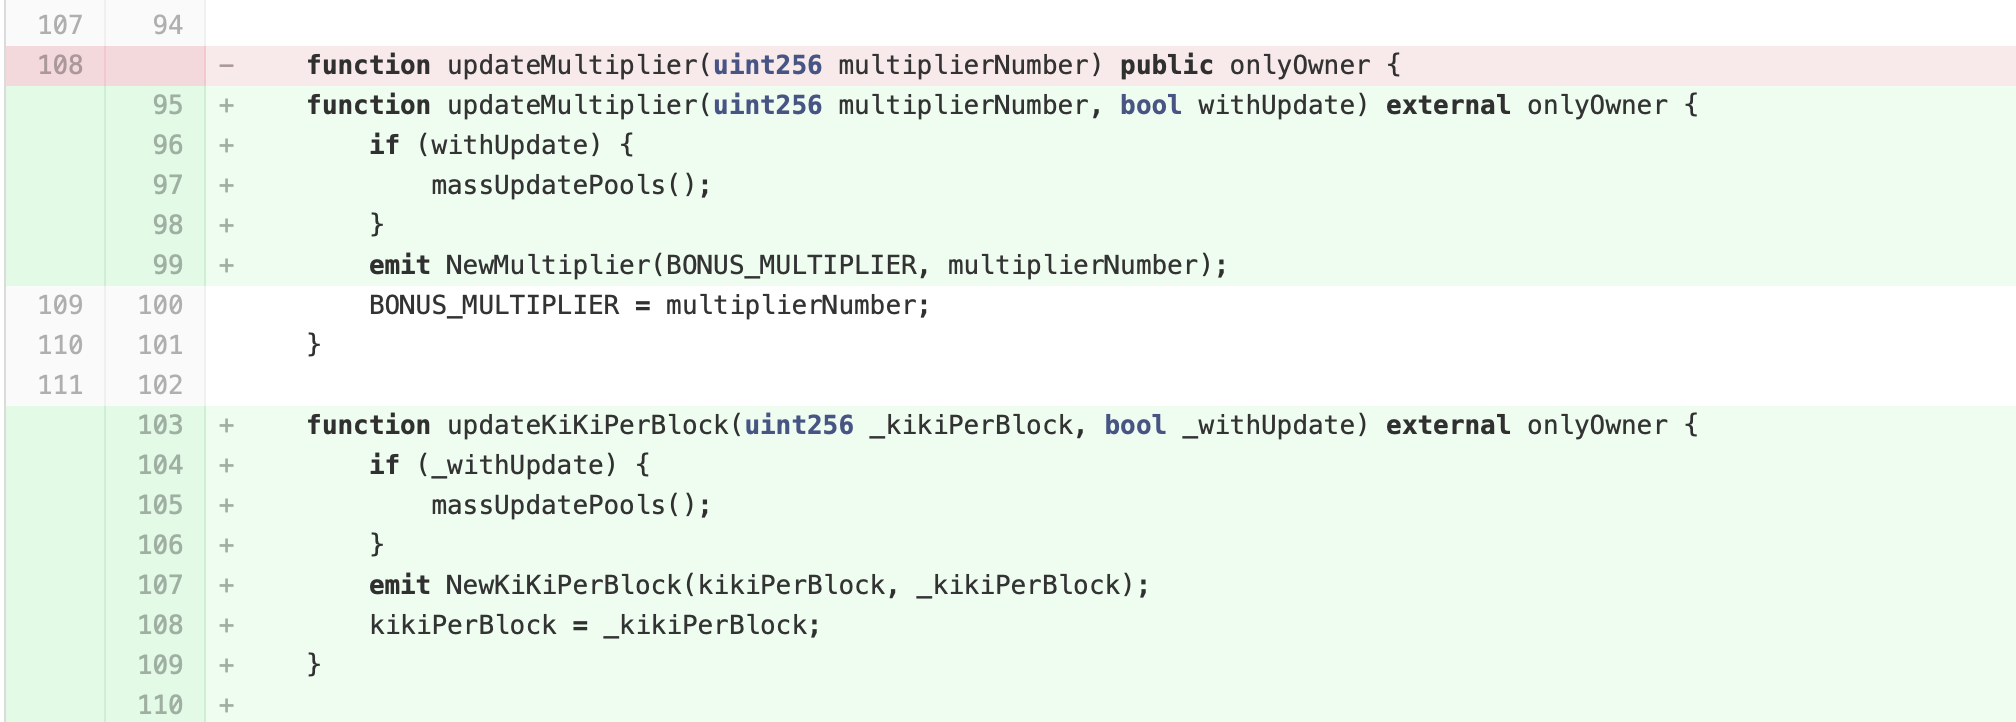 107 94
108 - function updateMultiplier(uint256 multiplierNumber) public onlyOwner {
95 + function updateMultiplier(uint256 multiplierNumber, bool withUpdate) external onlyOwner {
96 + if (withUpdate) {
97 + massUpdatePools();
98 + }
99 + emit NewMultiplier(BONUS_MULTIPLIER, multiplierNumber);
109 100 BONUS_MULTIPLIER = multiplierNumber;
110 101 }
111 102
103 + function updateKiKiPerBlock(uint256 _kikiPerBlock, bool _withUpdate) external onlyOwner {
104 + if (_withUpdate) {
105 + massUpdatePools();
106 + }
107 + emit NewKiKiPerBlock(kikiPerBlock, _kikiPerBlock);
108 + kikiPerBlock = _kikiPerBlock;
109 + }
110 +